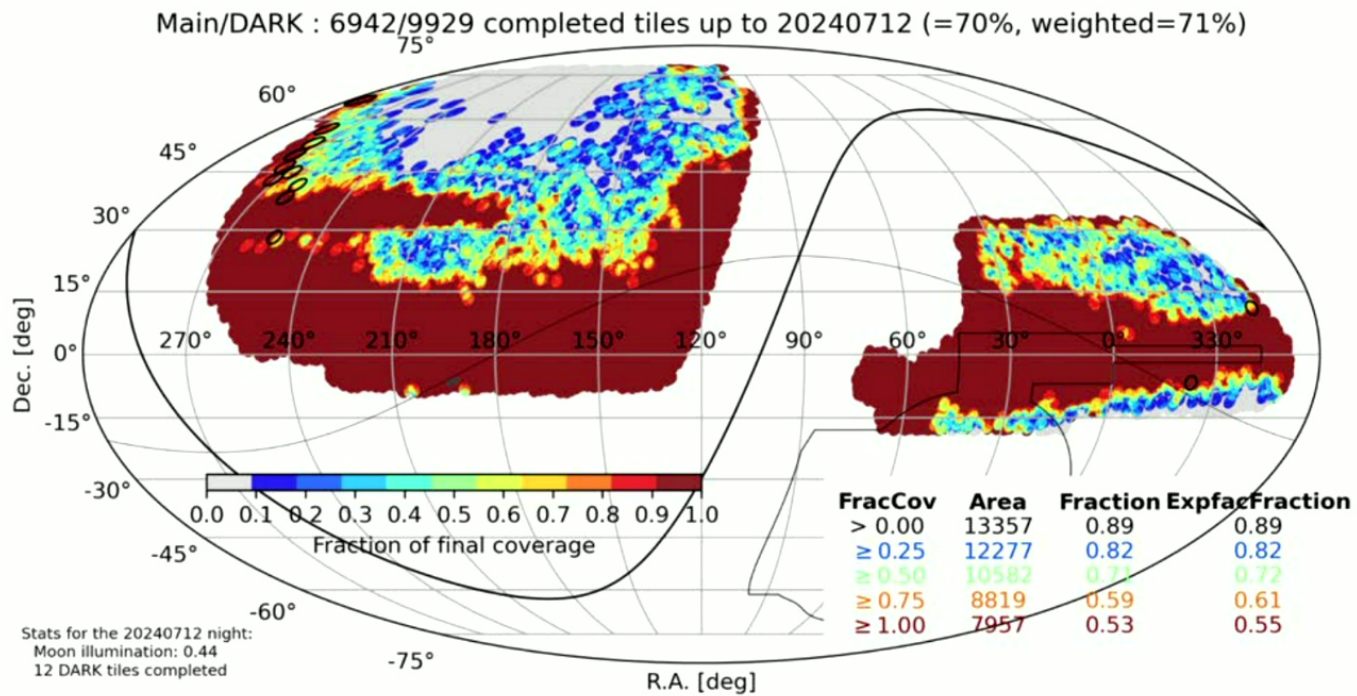 Main/DARK : 6942/9929 completed tiles up to 20240712 (=70%, weighted=71%)
75°
60°
45°
30°
15°
Dec. [deg]
270° 240° 210° 180° 150° 120° 90° 60° 30° 0° 330°
0°
-15°
-30°
0.0 0.1 0.2 0.3 0.4 0.5 0.6 0.7 0.8 0.9 1.0
Fraction of final coverage
-45°
-60°
-75°
FracCov Area Fraction ExpfacFraction
> 0.00 13357 0.89 0.89
≥ 0.25 12277 0.82 0.82
≥ 0.50 10582 0.71 0.72
≥ 0.75 8819 0.59 0.61
≥ 1.00 7957 0.53 0.55
Stats for the 20240712 night:
Moon illumination: 0.44
12 DARK tiles completed
R.A. [deg]